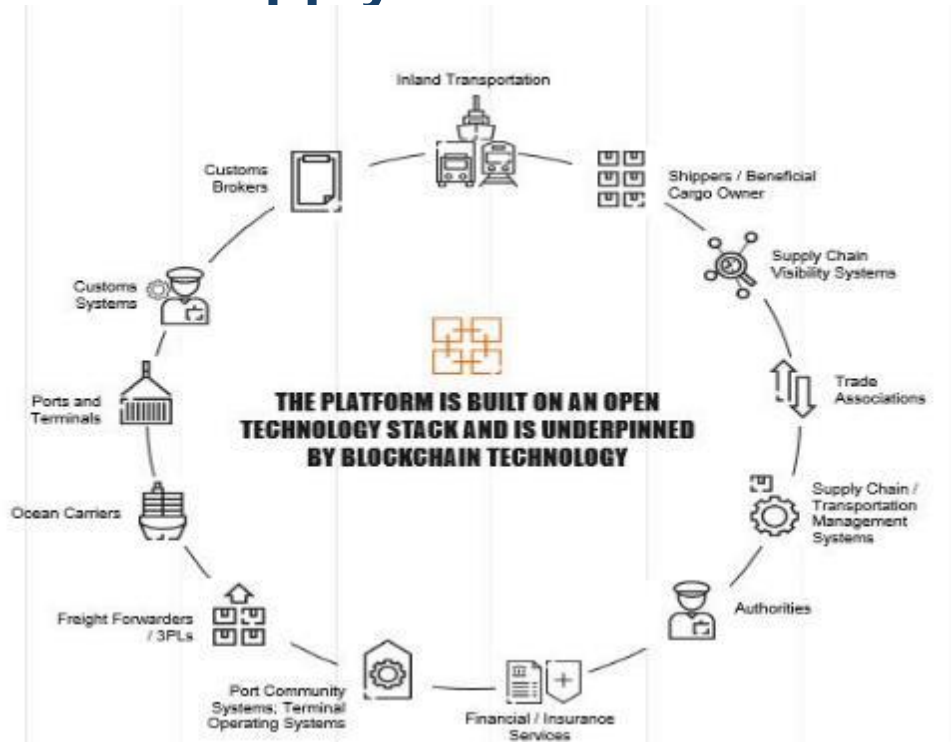 Inland Transportation
Customs
Brokers
Shippers / Beneficial
Cargo Owner
Supply Chain
Visibility Systems
Customs
Systems
Trade
Associations
Ports and
Terminals
THE PLATFORM IS BUILT ON AN OPEN
TECHNOLOGY STACK AND IS UNDERPINNED
BY BLOCKCHAIN TECHNOLOGY
Supply Chain /
Transportation
Management
Systems
Ocean Carriers
Authorities
Freight Forwarders
/ 3PLs
Port Community
Systems; Terminal
Operating Systems
Financial / Insurance
Services